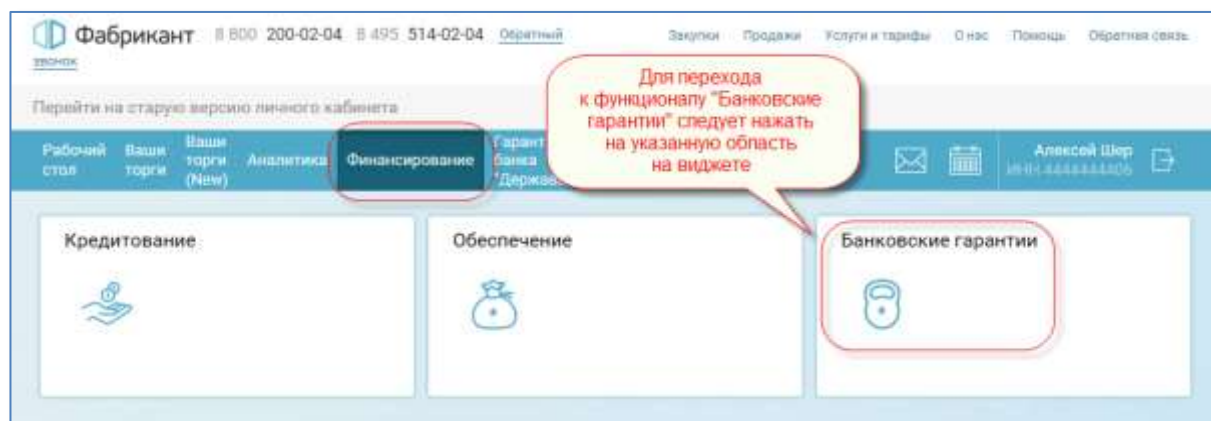 Фабрикант 8 800 200-02-04 8 495 514-02-04 Обратный
звонок
Закупки Продажи Услуги и тарифы О нас Помощь Обратная связь
Для перехода
к функционалу "Банковские
гарантии" следует нажать
на указанную область
на виджете
Перейти на старую версию личного кабинета
Рабочий
стол
Ваши
торги
Ваши
торги
(New)
Аналитика
Финансирование
банка
Алексей Шер
ИНН:4444444406
Кредитование
Обеспечение
Банковские гарантии